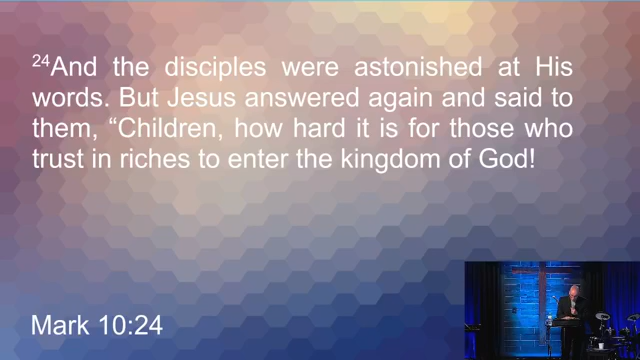 24And the disciples were astonished at His
words. But Jesus answered again and said to
them, “Children, how hard it is for those who
trust in riches to enter the kingdom of God!
Mark 10:24